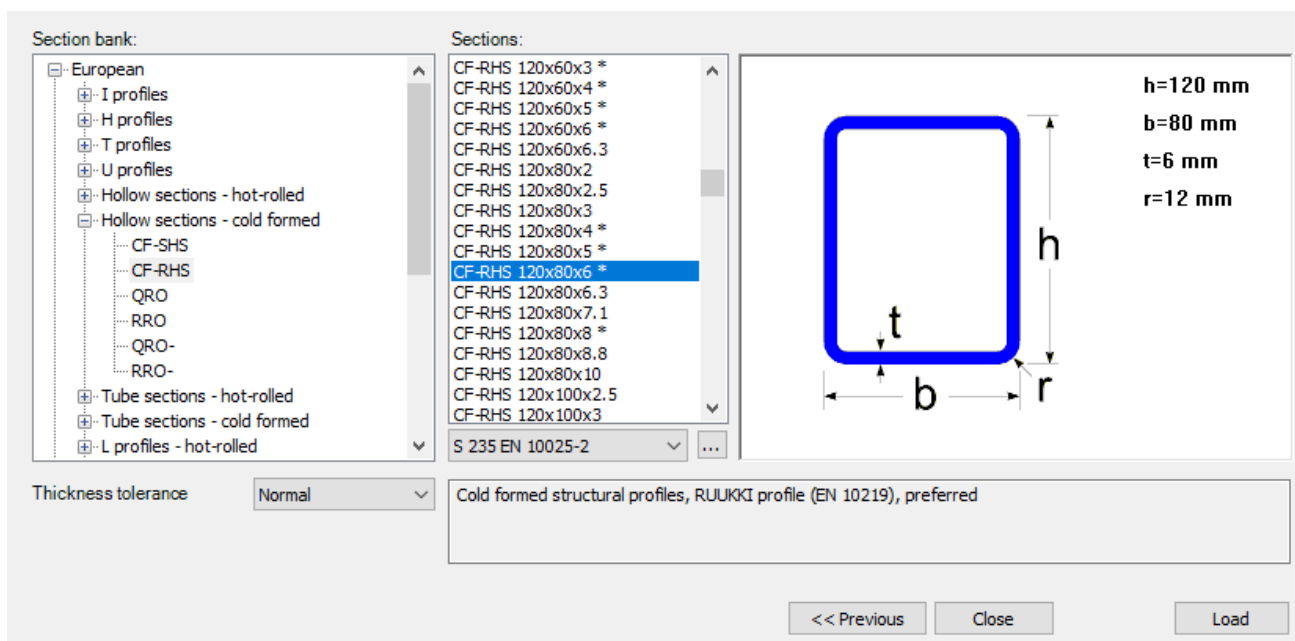 Section bank:
European
I profiles
H profiles
T profiles
U profiles
Hollow sections - hot-rolled
Hollow sections - cold formed
CF-SHS
CF-RHS
QRO
RRO
QRO-
RRO-
Tube sections - hot-rolled
Tube sections - cold formed
L profiles - hot-rolled
Sections:
CF-RHS 120x60x3 *
CF-RHS 120x60x4 *
CF-RHS 120x60x5 *
CF-RHS 120x60x6 *
CF-RHS 120x60x6.3
CF-RHS 120x80x2
CF-RHS 120x80x2.5
CF-RHS 120x80x3
CF-RHS 120x80x4 *
CF-RHS 120x80x5 *
CF-RHS 120x80x6 *
CF-RHS 120x80x6.3
CF-RHS 120x80x7.1
CF-RHS 120x80x8 *
CF-RHS 120x80x8.8
CF-RHS 120x80x10
CF-RHS 120x100x2.5
CF-RHS 120x100x3
S 235 EN 10025-2
...
h=120 mm
b=80 mm
t=6 mm
r=12 mm
h
t
b
r
Thickness tolerance
Normal
Cold formed structural profiles, RUUKKI profile (EN 10219), preferred
<< Previous
Close
Load